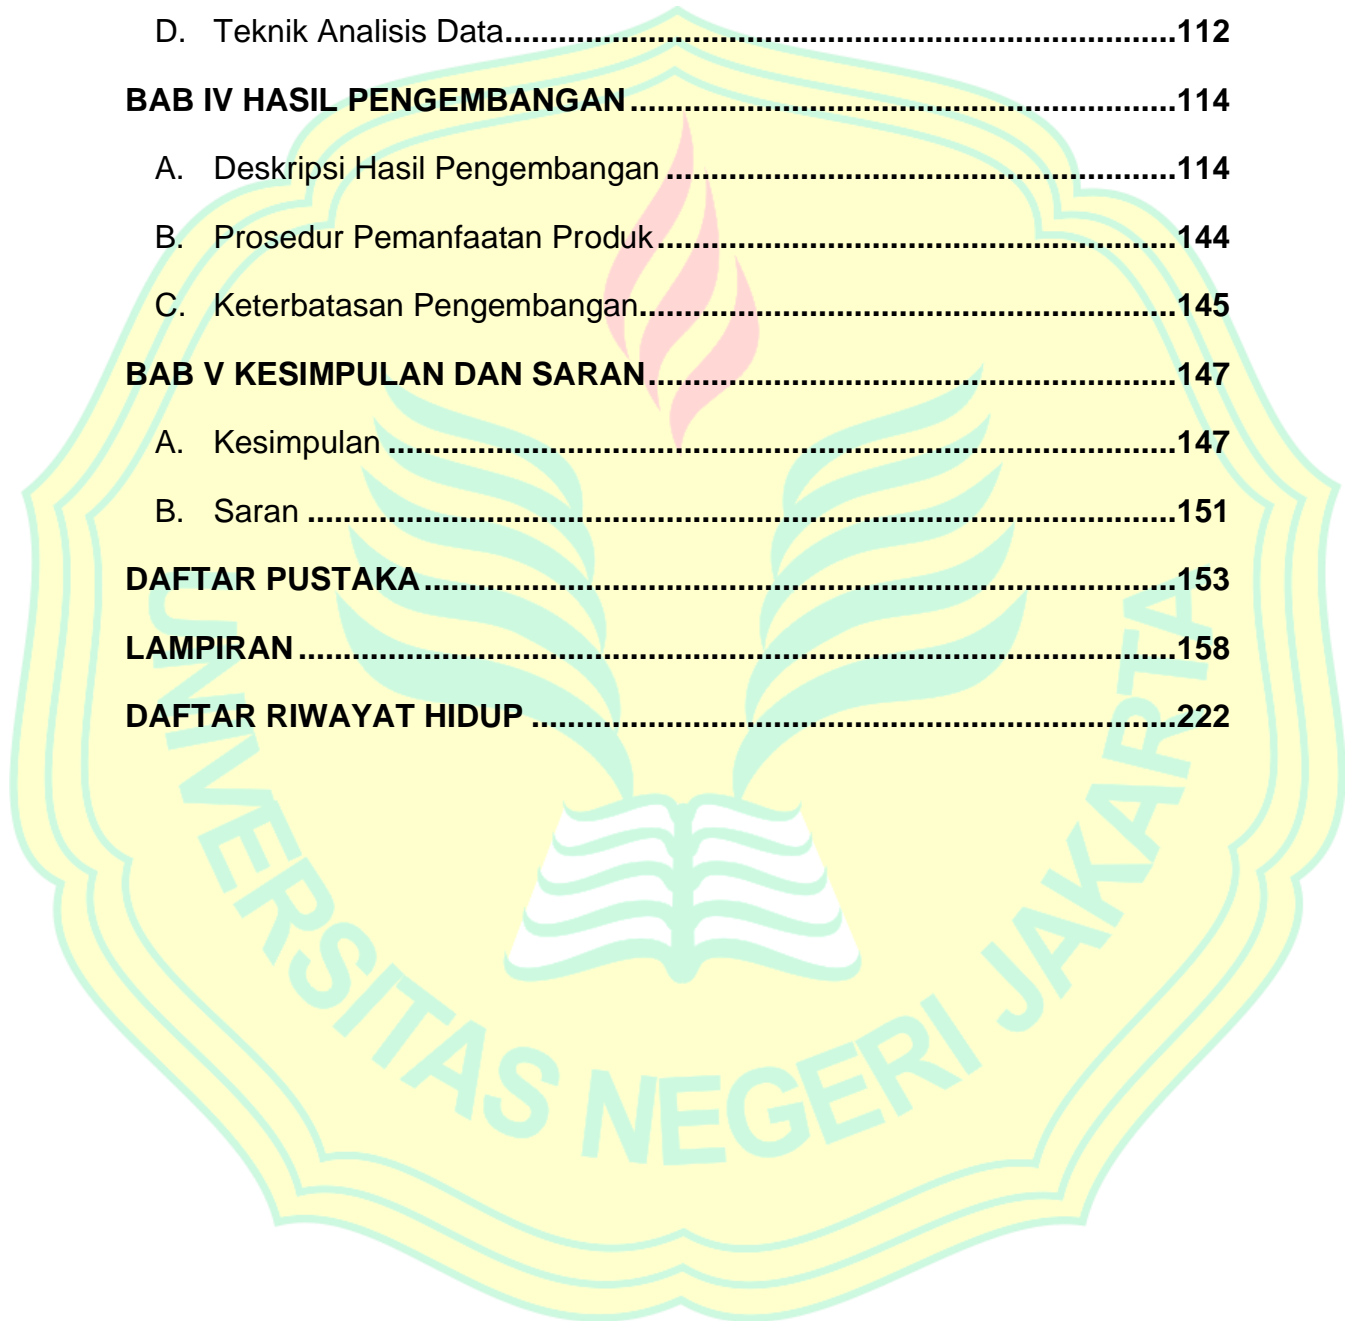 D. Teknik Analisis Data............................................................................112
BAB IV HASIL PENGEMBANGAN..............................................................114
A. Deskripsi Hasil Pengembangan..........................................................114
B. Prosedur Pemanfaatan Produk...........................................................144
C. Keterbatasan Pengembangan.............................................................145
BAB V KESIMPULAN DAN SARAN............................................................147
A. Kesimpulan.........................................................................................147
B. Saran..................................................................................................151
DAFTAR PUSTAKA.....................................................................................153
LAMPIRAN...................................................................................................158
DAFTAR RIWAYAT HIDUP.........................................................................222
UNIVERSITAS NEGERI JAKARTA